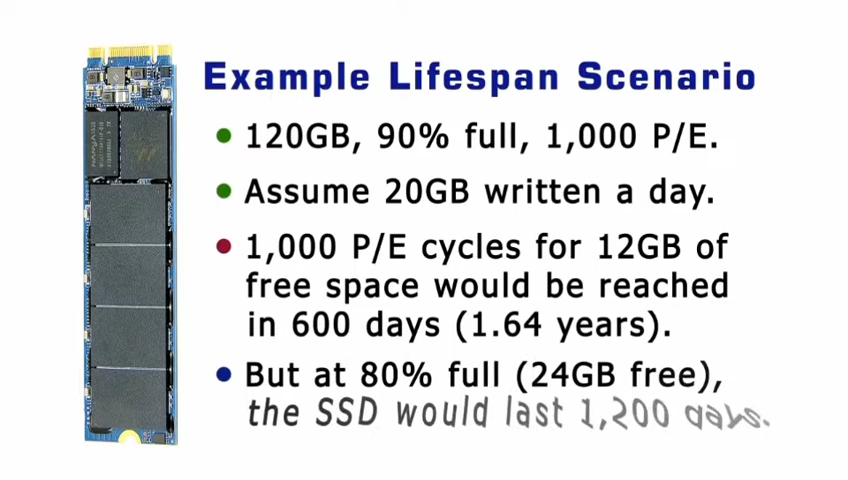 Example Lifespan Scenario
• 120GB, 90% full, 1,000 P/E.
• Assume 20GB written a day.
• 1,000 P/E cycles for 12GB of
free space would be reached
in 600 days (1.64 years).
• But at 80% full (24GB free),
the SSD would last 1,200 days.